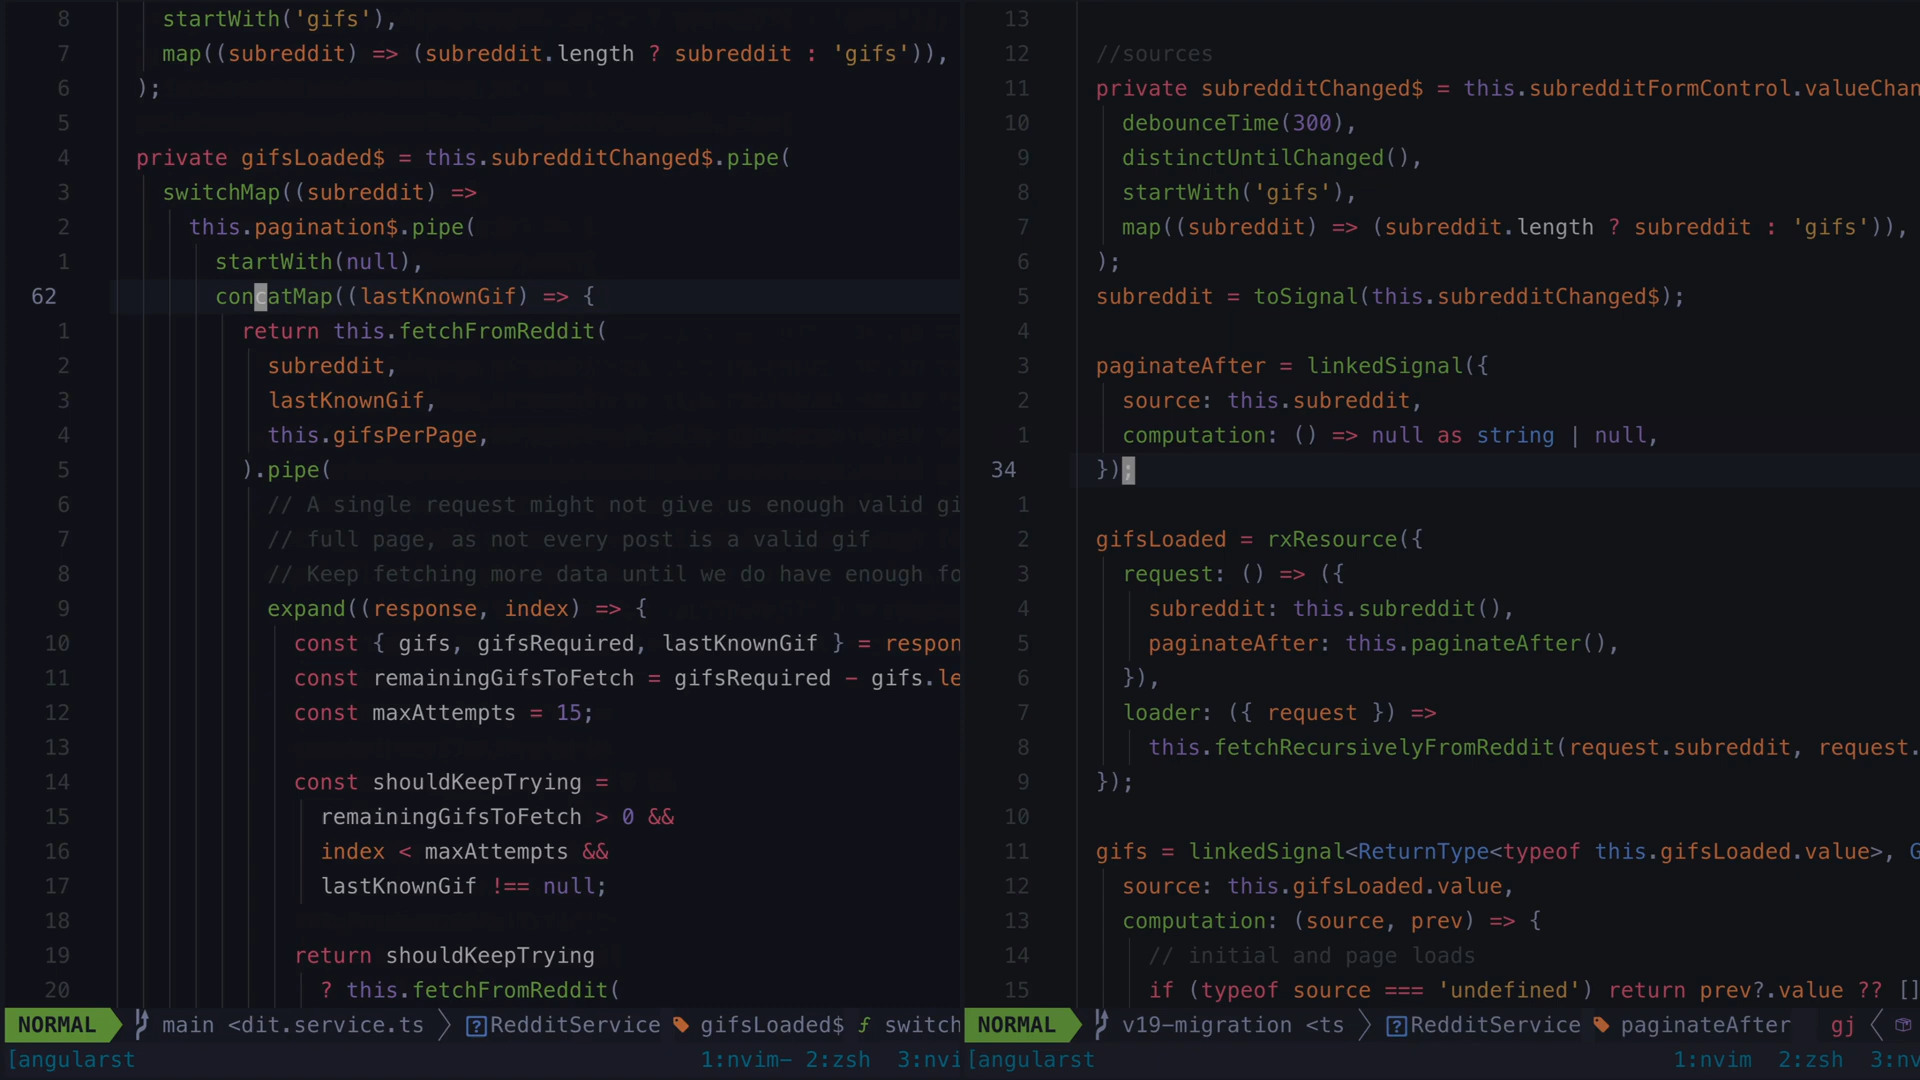 8 startWith('gifs'),
7 map((subreddit) => (subreddit.length ? subreddit : 'gifs')),
6 );
5
4 private gifsLoaded$ = this.subredditChanged$.pipe(
3 switchMap((subreddit) =>
2 this.pagination$.pipe(
1 startWith(null),
62 concatMap((lastKnownGif) => {
1 return this.fetchFromReddit(
2 subreddit,
3 lastKnownGif,
4 this.gifsPerPage,
5 ).pipe(
6 // A single request might not give us enough valid gi
7 // full page, as not every post is a valid gif
8 // Keep fetching more data until we do have enough fo
9 expand((response, index) => {
10 const { gifs, gifsRequired, lastKnownGif } = respon
11 const remainingGifsToFetch = gifsRequired - gifs.le
12 const maxAttempts = 15;
13
14 const shouldKeepTrying =
15 remainingGifsToFetch > 0 &&
16 index < maxAttempts &&
17 lastKnownGif !== null;
18
19 return shouldKeepTrying
20 ? this.fetchFromReddit(
NORMAL main <dit.service.ts RedditService gifsLoaded$ switch
[angularst 1:nvim- 2:zsh 3:nvi
13
12 //sources
11 private subredditChanged$ = this.subredditFormControl.valueChan
10 debounceTime(300),
9 distinctUntilChanged(),
8 startWith('gifs'),
7 map((subreddit) => (subreddit.length ? subreddit : 'gifs')),
6 );
5 subreddit = toSignal(this.subredditChanged$);
4
3 paginateAfter = linkedSignal({
2 source: this.subreddit,
1 computation: () => null as string | null,
34 });
1
2 gifsLoaded = rxResource({
3 request: () => ({
4 subreddit: this.subreddit(),
5 paginateAfter: this.paginateAfter(),
6 }),
7 loader: ({ request }) =>
8 this.fetchRecursivelyFromReddit(request.subreddit, request.
9 });
10
11 gifs = linkedSignal<ReturnType<typeof this.gifsLoaded.value>, G
12 source: this.gifsLoaded.value,
13 computation: (source, prev) => {
14 // initial and page loads
15 if (typeof source === 'undefined') return prev?.value ?? []
NORMAL v19-migration <ts RedditService paginateAfter gj
[angularst 1:nvim 2:zsh 3:nv